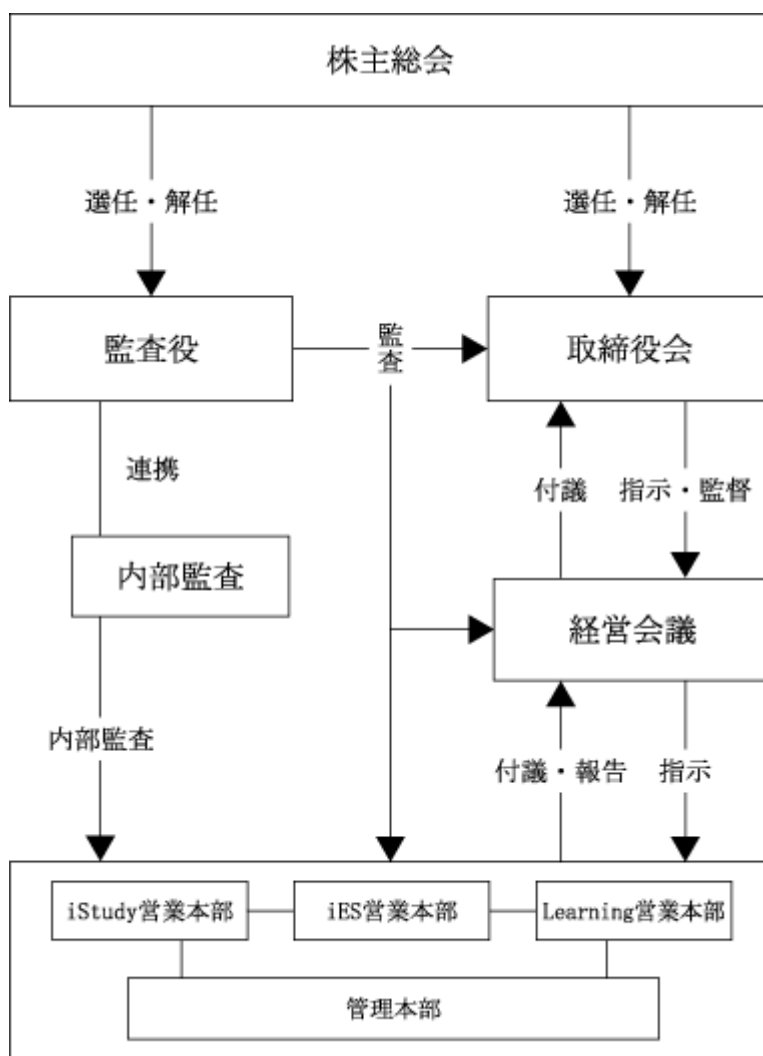 株主総会
選任・解任
選任・解任
監査役
監査
取締役会
連携
付議
指示・監督
内部監査
経営会議
内部監査
付議・報告
指示
iStudy営業本部
iES営業本部
Learning営業本部
管理本部